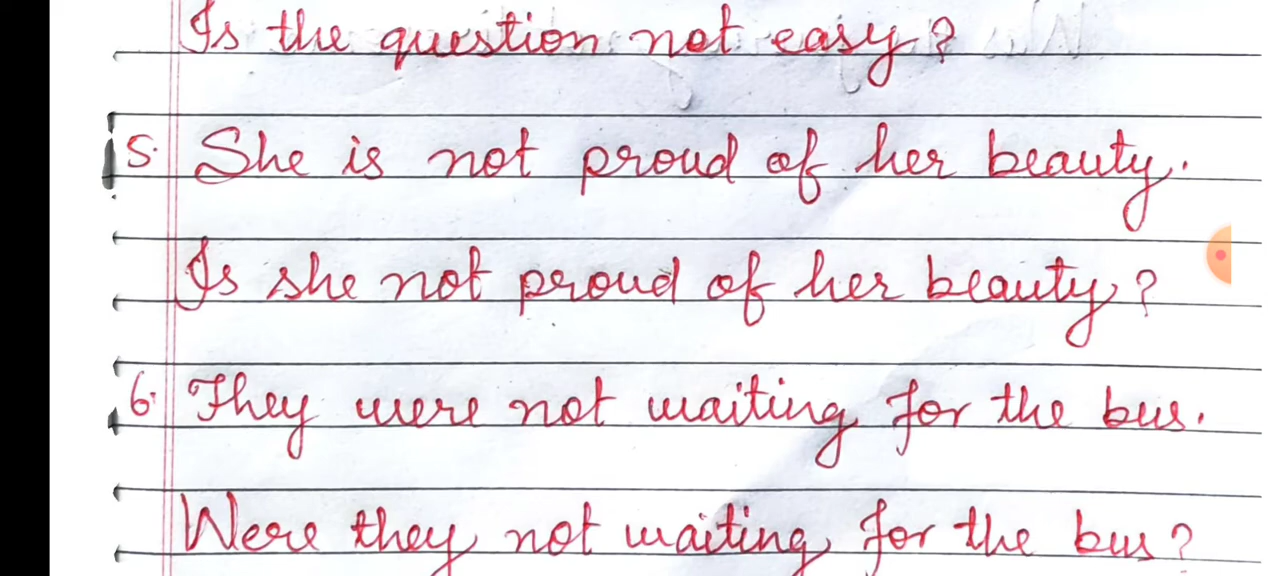 Is the question not easy?
5. She is not proud of her beauty.
Is she not proud of her beauty?
6. They were not waiting for the bus.
Were they not waiting for the bus?